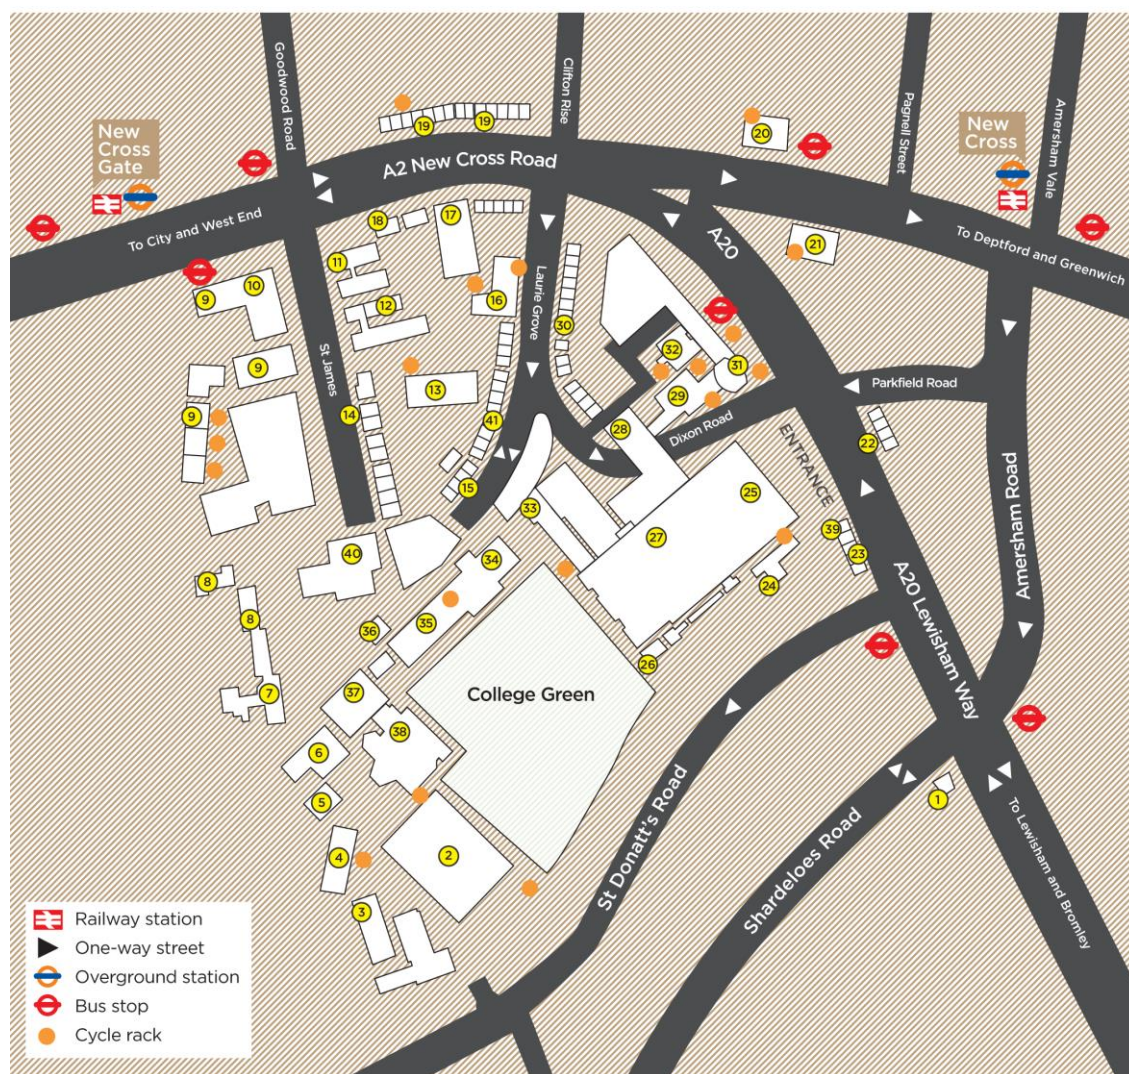 Goodwood Road
Clifton Rise
Pagnell Street
Amersham Vale
New
Cross
Gate
19
19
20
New
Cross
A2 New Cross Road
To City and West End
18
17
A20
21
To Deptford and Greenwich
11
9
10
12
16
Laurie Grove
30
32
31
St James
9
13
29
Parkfield Road
9
14
41
28
Dixon Road
22
ENTRANCE
15
33
25
39
23
27
40
34
24
Amersham Road
8
8
36
35
26
A20 Lewisham Way
7
37
College Green
38
6
5
1
4
2
St Donatt's Road
Shardeloes Road
To Lewisham and Bromley
3
Railway station
One-way street
Overground station
Bus stop
Cycle rack